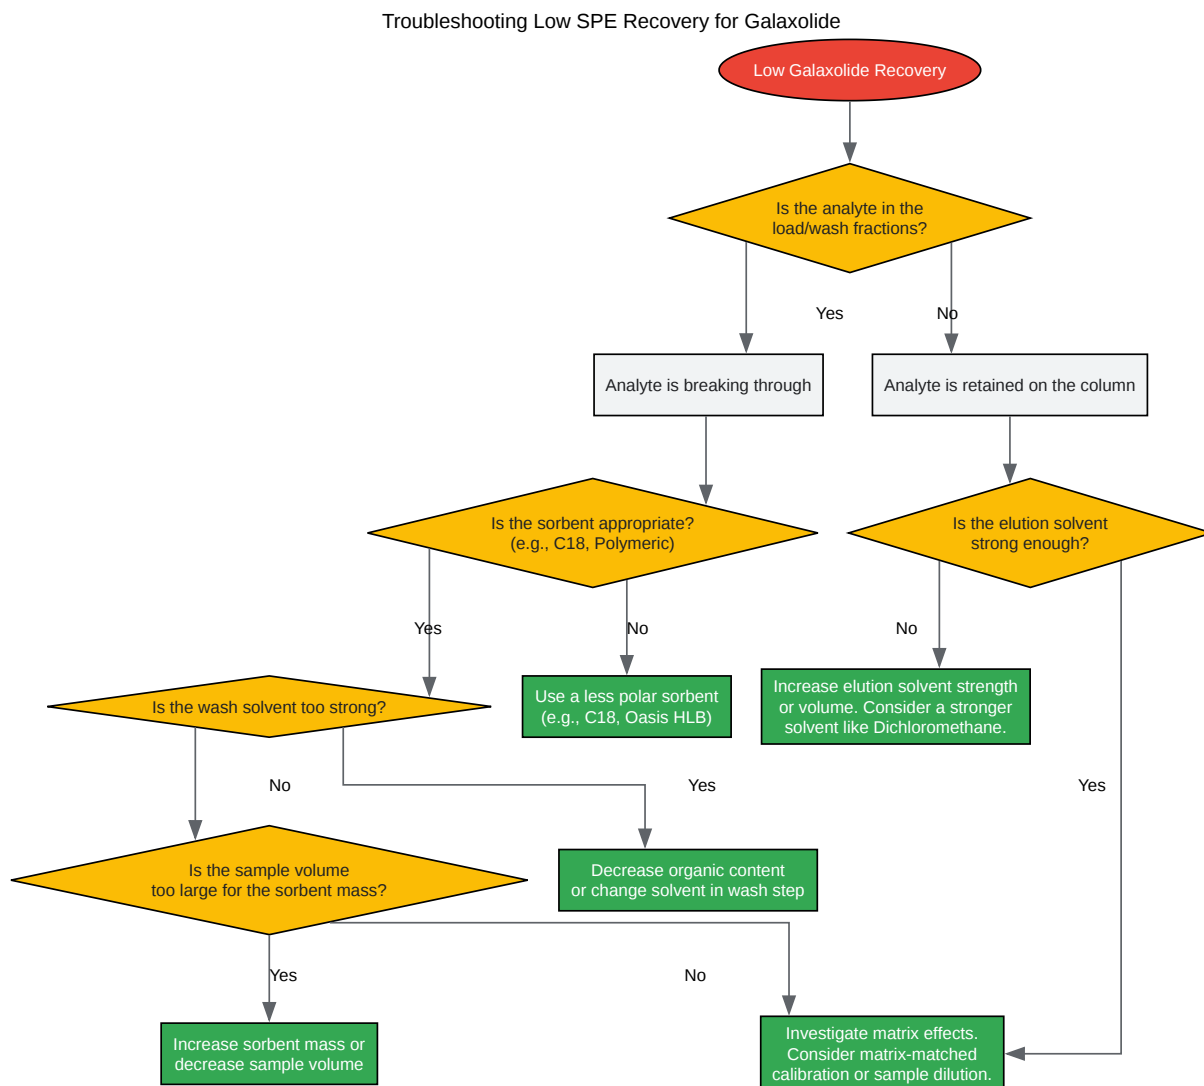 Troubleshooting Low SPE Recovery for Galaxolide
Low Galaxolide Recovery
Is the analyte in the
load/wash fractions?
Yes
No
Analyte is breaking through
Analyte is retained on the column
Is the sorbent appropriate?
(e.g., C18, Polymeric)
Is the elution solvent
strong enough?
Yes
No
No
Is the wash solvent too strong?
Use a less polar sorbent
(e.g., C18, Oasis HLB)
Increase elution solvent strength
or volume. Consider a stronger
solvent like Dichloromethane.
No
Yes
Yes
Is the sample volume
too large for the sorbent mass?
Decrease organic content
or change solvent in wash step
Yes
No
Increase sorbent mass or
decrease sample volume
Investigate matrix effects.
Consider matrix-matched
calibration or sample dilution.